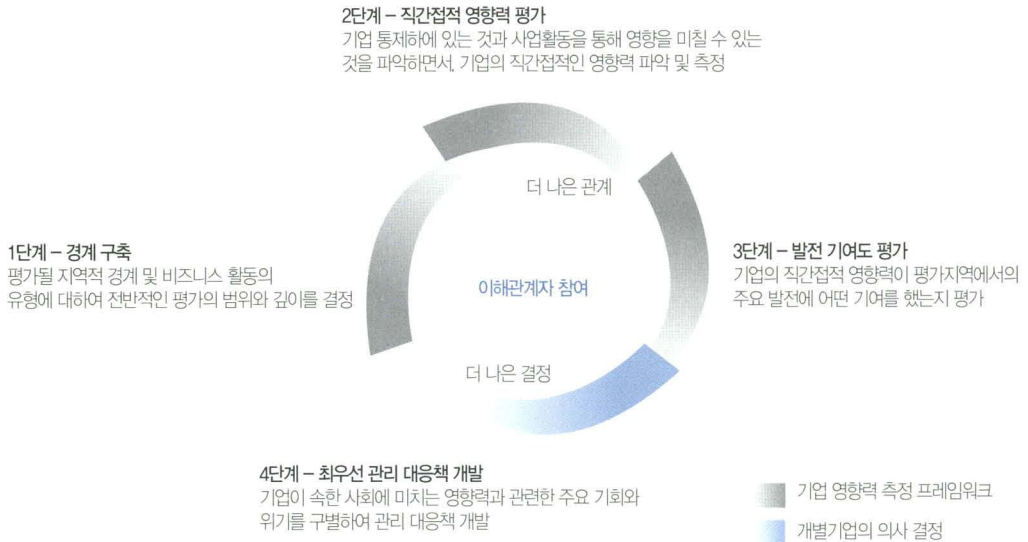 2단계 – 직간접적 영향력 평가
기업 통제하에 있는 것과 사업활동을 통해 영향을 미칠 수 있는
것을 파악하면서, 기업의 직간접적인 영향력 파악 및 측정
더 나은 관계
1단계 – 경계 구축
평가될 지역적 경계 및 비즈니스 활동의
유형에 대하여 전반적인 평가의 범위와 깊이를 결정
이해관계자 참여
3단계 – 발전 기여도 평가
기업의 직간접적 영향력이 평가지역에서의
주요 발전에 어떤 기여를 했는지 평가
더 나은 결정
4단계 – 최우선 관리 대응책 개발
기업이 속한 사회에 미치는 영향력과 관련한 주요 기회와
위기를 구별하여 관리 대응책 개발
기업 영향력 측정 프레임워크
개별기업의 의사 결정